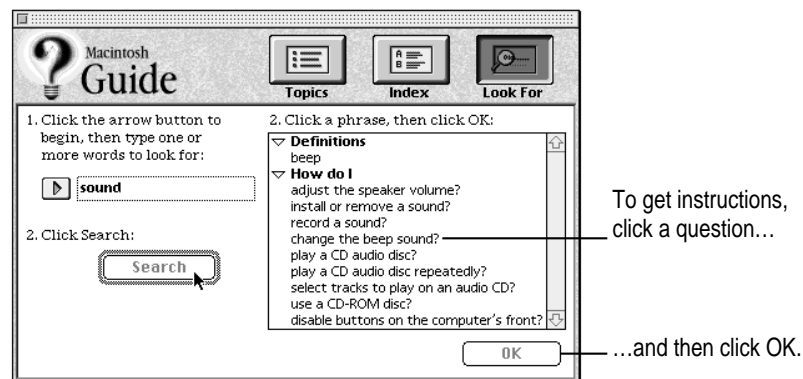 Macintosh
Guide
Topics
Index
Look For
1. Click the arrow button to
begin, then type one or
more words to look for:
sound
2. Click Search:
Search
2. Click a phrase, then click OK:
Definitions
beep
How do I
adjust the speaker volume?
install or remove a sound?
record a sound?
change the beep sound?
play a CD audio disc?
play a CD audio disc repeatedly?
select tracks to play on an audio CD?
use a CD-ROM disc?
disable buttons on the computer's front?
OK
To get instructions,
click a question…
…and then click OK.